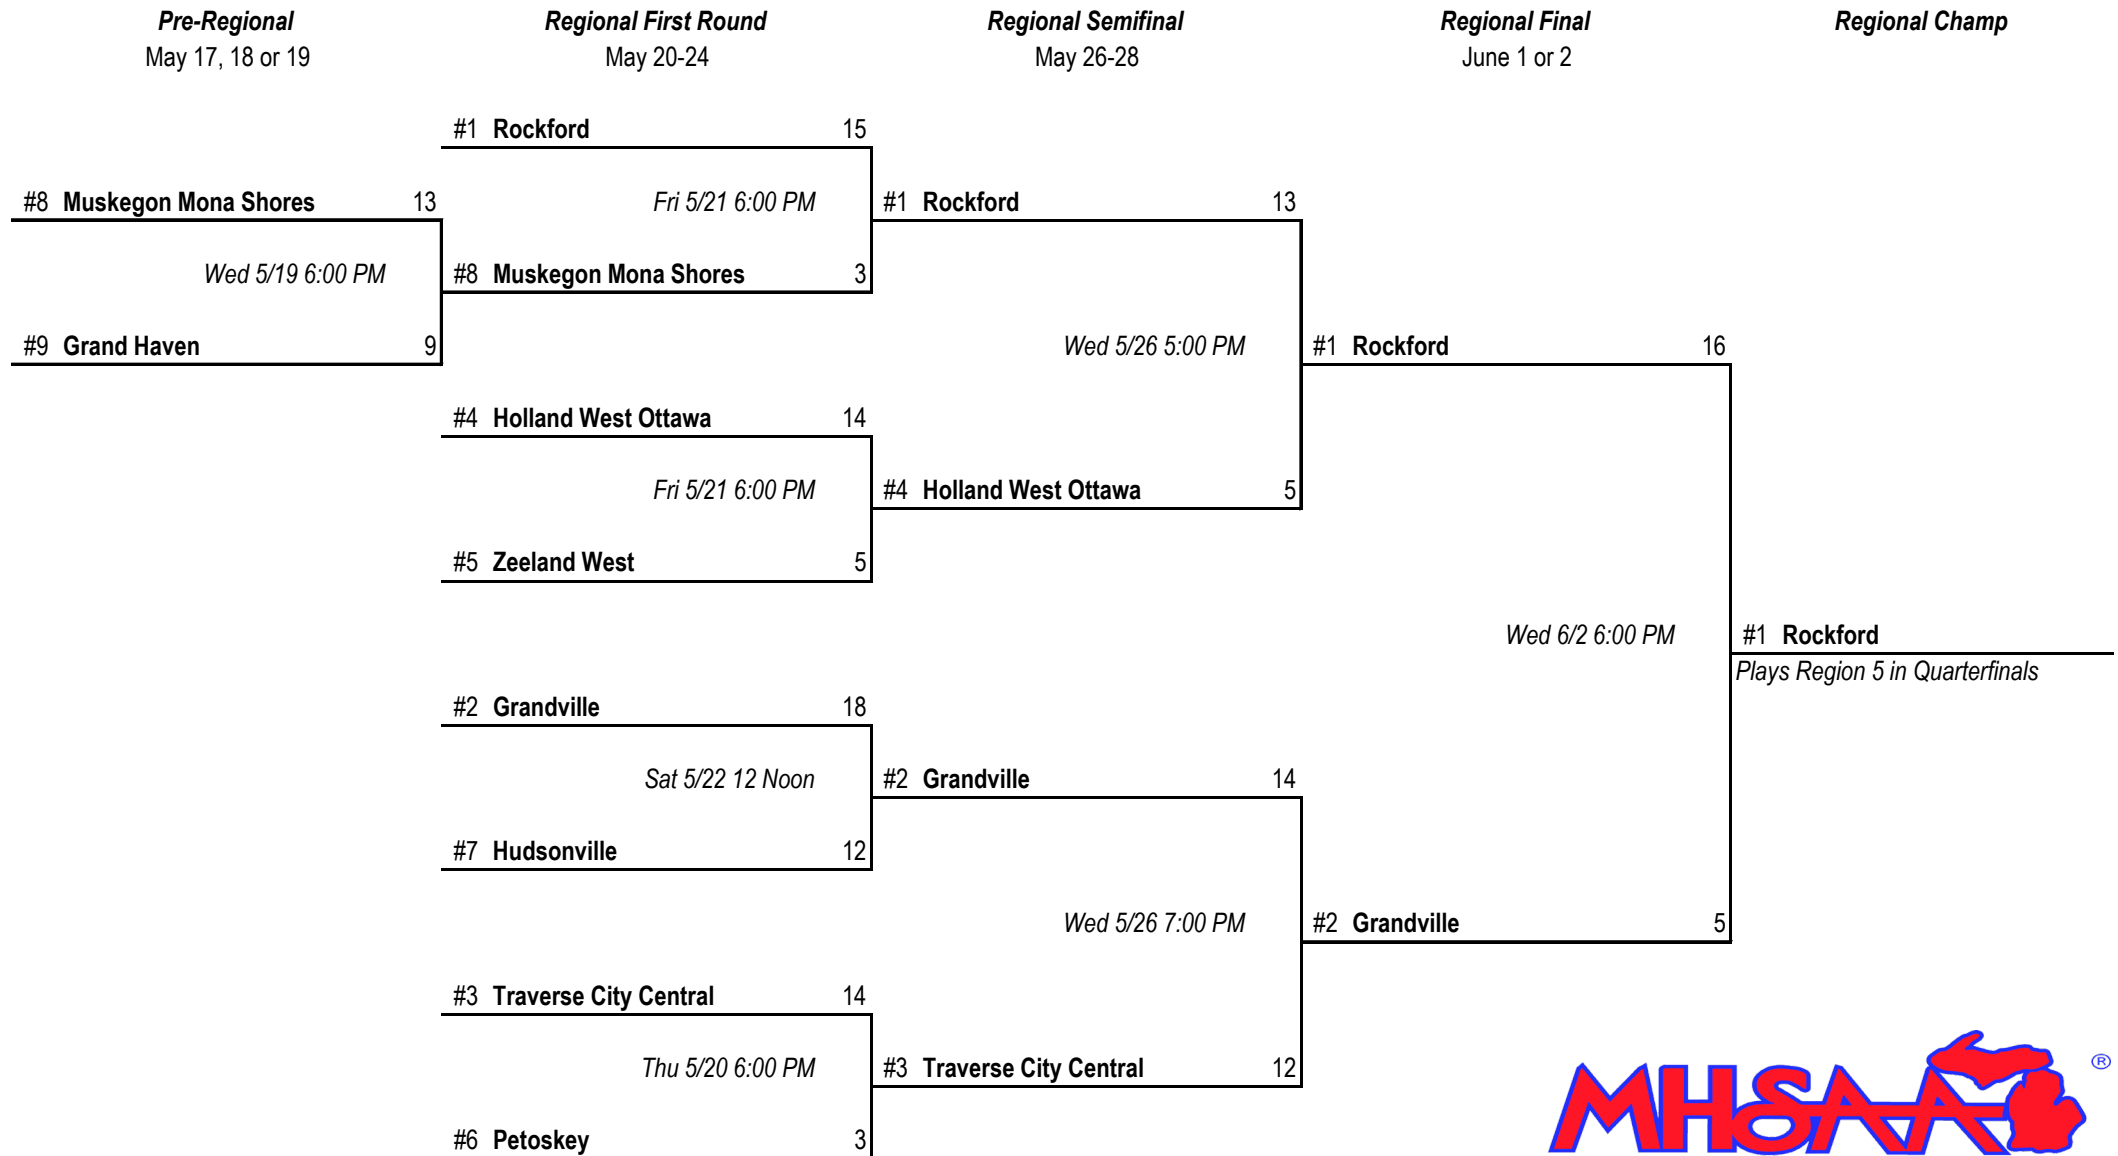 Pre-Regional
May 17, 18 or 19
Regional First Round
May 20-24
Regional Semifinal
May 26-28
Regional Final
June 1 or 2
Regional Champ
#1 Rockford 15
#8 Muskegon Mona Shores 13
Fri 5/21 6:00 PM
#1 Rockford 13
Wed 5/19 6:00 PM
#8 Muskegon Mona Shores 3
#9 Grand Haven 9
Wed 5/26 5:00 PM
#1 Rockford 16
#4 Holland West Ottawa 14
Fri 5/21 6:00 PM
#4 Holland West Ottawa 5
#5 Zeeland West 5
Wed 6/2 6:00 PM
#1 Rockford
Plays Region 5 in Quarterfinals
#2 Grandville 18
Sat 5/22 12 Noon
#2 Grandville 14
#7 Hudsonville 12
Wed 5/26 7:00 PM
#2 Grandville 5
#3 Traverse City Central 14
Thu 5/20 6:00 PM
#3 Traverse City Central 12
#6 Petoskey 3
MHSAA ®